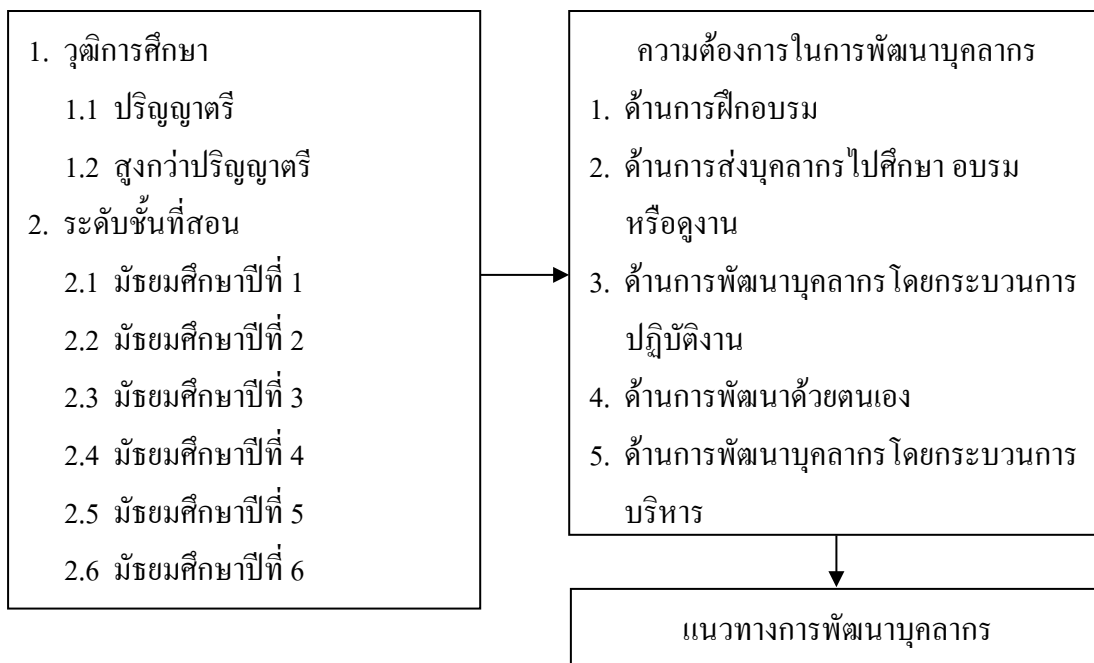 1. วุฒิการศึกษา
1.1 ปริญญาตรี
1.2 สูงกว่าปริญญาตรี
2. ระดับชั้นที่สอน
2.1 มัธยมศึกษาปีที่ 1
2.2 มัธยมศึกษาปีที่ 2
2.3 มัธยมศึกษาปีที่ 3
2.4 มัธยมศึกษาปีที่ 4
2.5 มัธยมศึกษาปีที่ 5
2.6 มัธยมศึกษาปีที่ 6
ความต้องการในการพัฒนาบุคลากร
1. ด้านการฝึกอบรม
2. ด้านการส่งบุคลากรไปศึกษา อบรม
หรือดูงาน
3. ด้านการพัฒนาบุคลากรโดยกระบวนการ
ปฏิบัติงาน
4. ด้านการพัฒนาด้วยตนเอง
5. ด้านการพัฒนาบุคลากรโดยกระบวนการ
บริหาร
แนวทางการพัฒนาบุคลากร